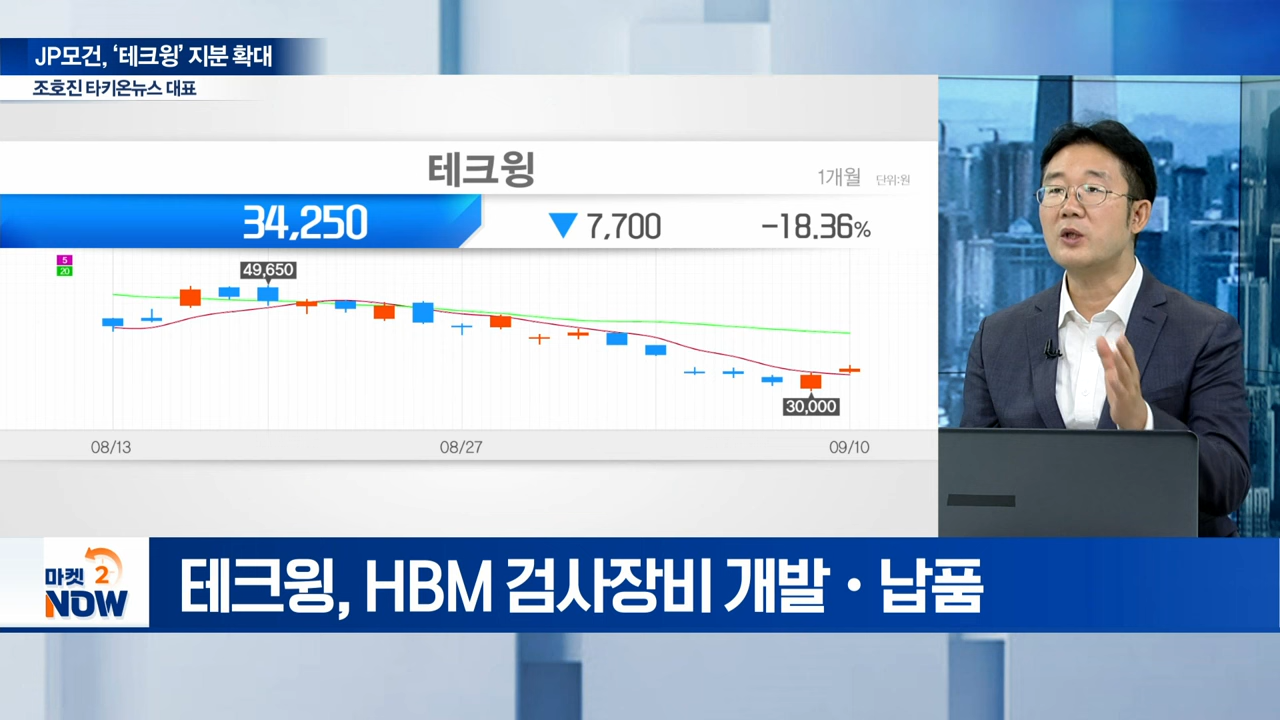 JP모건, ‘테크윙’ 지분 확대
조호진 타키온뉴스 대표
테크윙
1개월 단위:원
34,250 ▼7,700 -18.36%
5
20
49,650
30,000
08/13 08/27 09/10
마켓 2
NOW
테크윙, HBM 검사장비 개발·납품